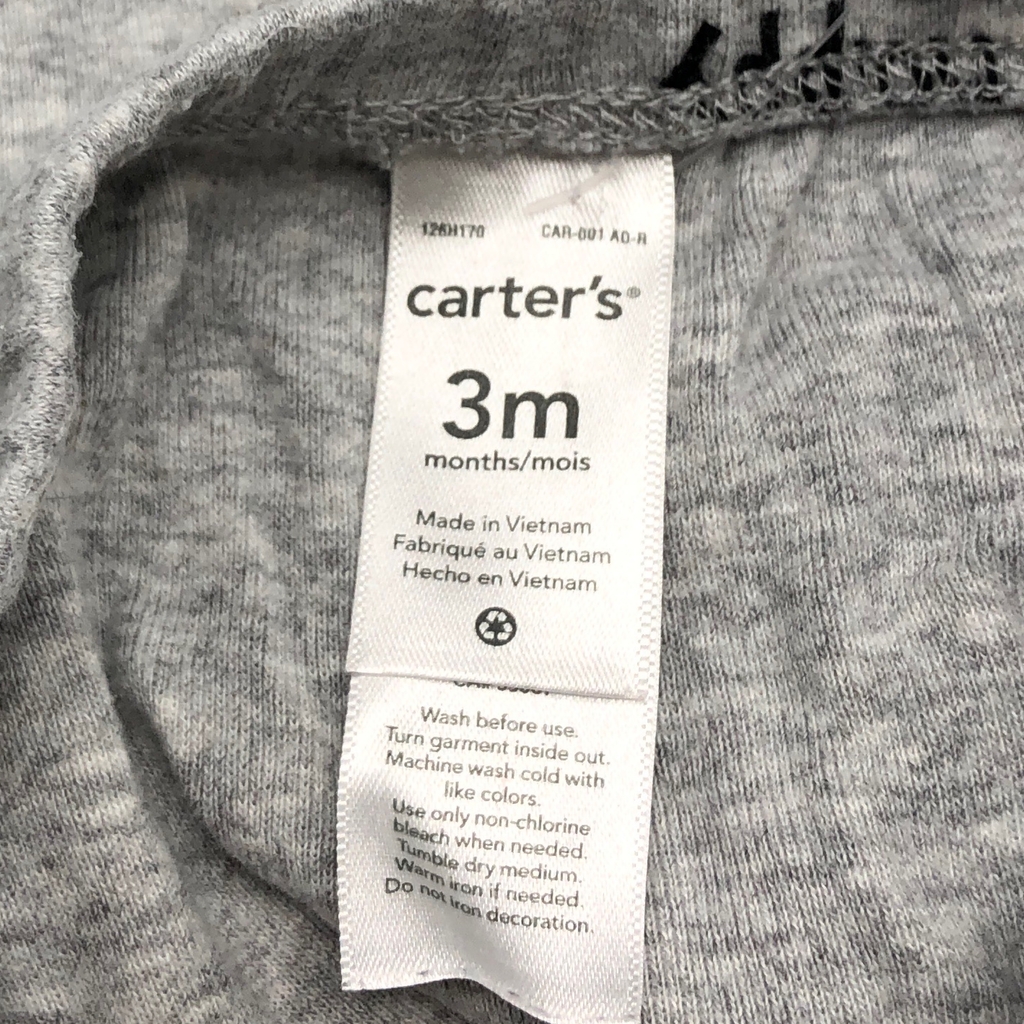 126H170 CAR-001 AD-R
carter's®
3m
months/mois
Made in Vietnam
Fabriqué au Vietnam
Hecho en Vietnam
Wash before use.
Turn garment inside out.
Machine wash cold with
like colors.
Use only non-chlorine
bleach when needed.
Tumble dry medium.
Warm iron if needed.
Do not iron decoration.